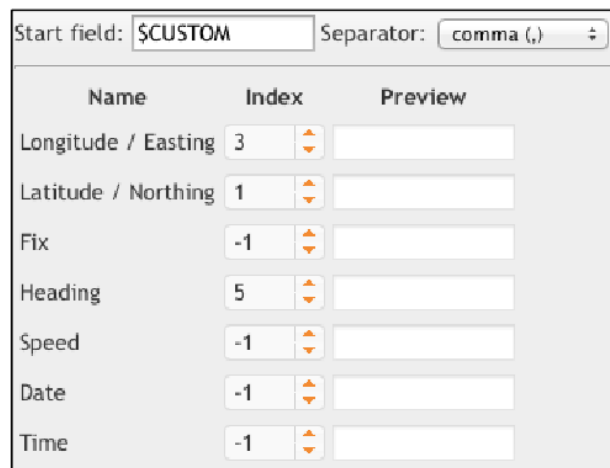 Start field: $CUSTOM Separator: comma (,)
Name Index Preview
Longitude / Easting 3
Latitude / Northing 1
Fix -1
Heading 5
Speed -1
Date -1
Time -1